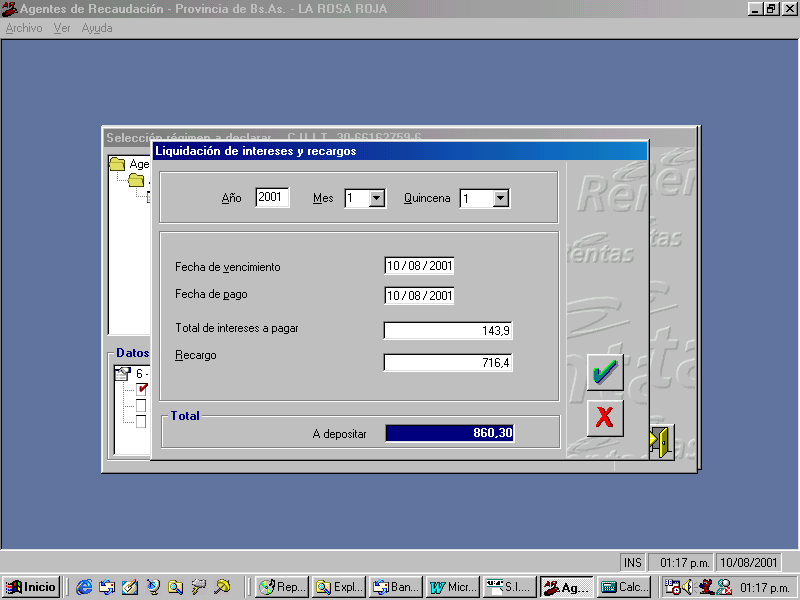 Agentes de Recaudación - Provincia de Bs.As. - LA ROSA ROJA
Archivo Ver Ayuda
Selección régimen a declarar C.U.I.T. 30-66162759-6
Liquidación de intereses y recargos
Age
Año 2001 Mes 1 Quincena 1
Rentas
Fecha de vencimiento 10/08/2001
Fecha de pago 10/08/2001
Total de intereses a pagar 143,9
Recargo 716,4
Datos
6 -
Total
A depositar 860,30
INS 01:17 p.m. 10/08/2001
Inicio Rep... Expl... Ban... Micr... S.I.... Ag... Calc... 01:17 p.m.